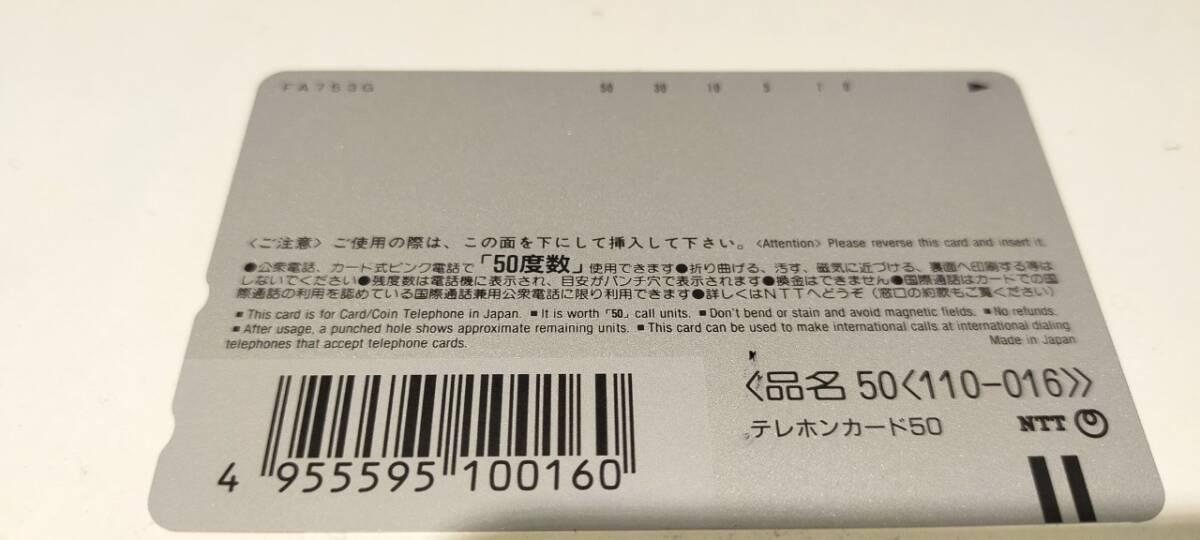 TA753G 50 30 10 5 1 0
〈ご注意〉ご使用の際は、この面を下にして挿入して下さい。〈Attention〉Please reverse this card and insert it.
●公衆電話、カード式ピンク電話で「50度数」使用できます●折り曲げる、汚す、磁気に近づける、裏面へ印刷する等は
しないでください●残度数は電話機に表示され、目安がパンチ穴で表示されます●換金はできません●国際通話はカードでの国
際通話の利用を認めている国際通話兼用公衆電話に限り利用できます●詳しくはNTTへどうぞ（窓口の約款もご覧ください）
■This card is for Card/Coin Telephone in Japan. ■It is worth「50」call units. ■Don't bend or stain and avoid magnetic fields. ■No refunds.
■After usage, a punched hole shows approximate remaining units. ■This card can be used to make international calls at international dialing
telephones that accept telephone cards.
Made in Japan
《品名 50〈110-016》
テレホンカード50
NTT
4 955595 100160